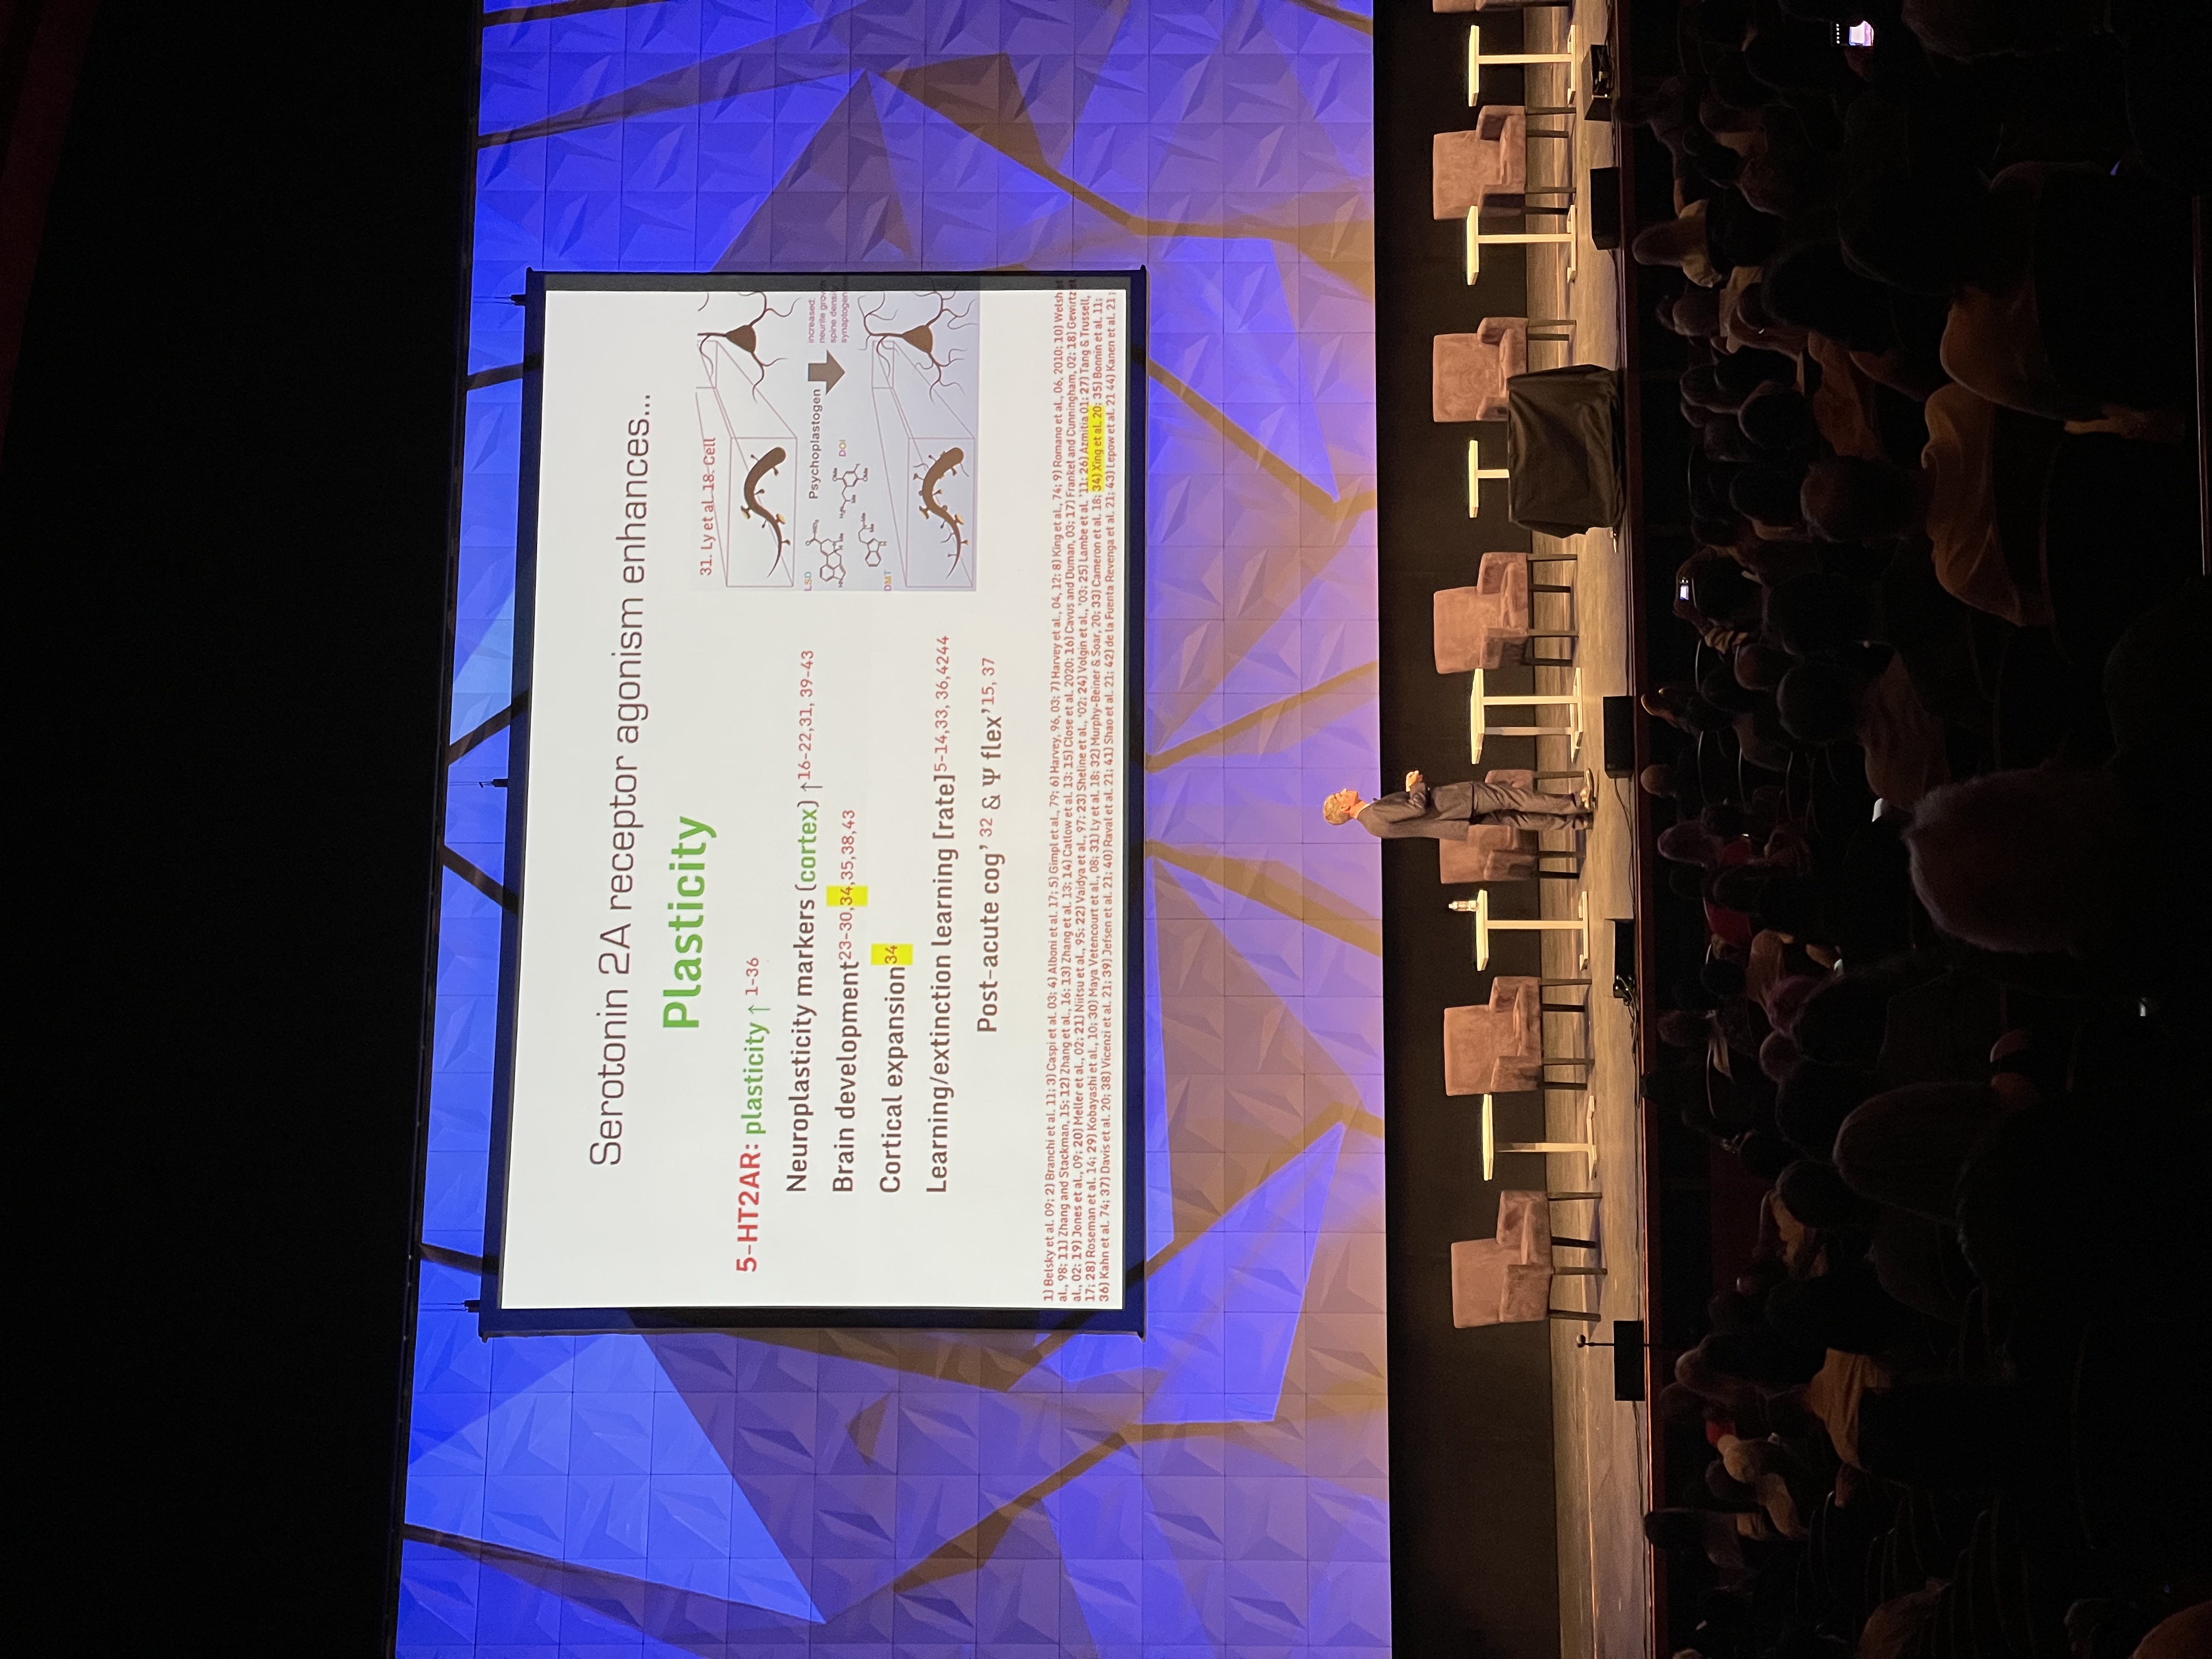 Serotonin 2A receptor agonism enhances...
Plasticity
5-HT2AR: plasticity ↑ 1-36
Neuroplasticity markers (cortex) ↑16-22,31, 39-43
Brain development23-30,34,35,38,43
Cortical expansion34
Learning/extinction learning [rate]5-14,33, 36,4244
Post-acute cog' 32 & Ψ flex'15, 37
31. Ly et al. 18. Cell
LSD
Psychoplastogen
DOI
DMT
increased:
neurite
spine
1) Belsky et al. 09; 2) Branchi et al. 11; 3) Caspi et al. 03; 4) Alboni et al. 17; 5) Gimpl et al., 79; 6) Harvey, 96, 03; 7) Harvey et al., 04, 12; 8) King et al., 74; 9) Romano et al., 06, 2010; 10) Welsh
al., 98; 11) Zhang and Stackman, 15; 12) Zhang et al., 16; 13) Zhang et al. 13; 14) Catlow et al. 13; 15) Close et al. 2020; 16) Cavus and Duman, 03; 17) Frankel and Cunningham, 02; 18) Gewirtz
al., 02; 19) Jones et al., 09; 20) Meller et al., 02; 21) Niitsu et al., 95; 22) Vaidya et al., 97; 23) Sheline et al., '02; 24) Volgin et al., '03; 25) Lambe et al. '11; 26) Azmitia 01; 27) Tang & Trussell,
17; 28) Roseman et al. 14; 29) Kobayashi et al., 10; 30) Maya Vetencourt et al., 08; 31) Ly et al. 18; 32) Murphy-Beiner & Soar, 20; 33) Cameron et al. 18; 34) Xing et al. 20; 35) Bonnin et al. 11;
36) Kahn et al. 74; 37) Davis et al. 20; 38) Vicenzi et al. 21; 39) Jefsen et al. 21; 40) Raval et al. 21; 41) Shao et al. 21; 42) de la Fuenta Revenga et al. 21; 43) Lepow et al. 21 44) Kanen et al. 21;